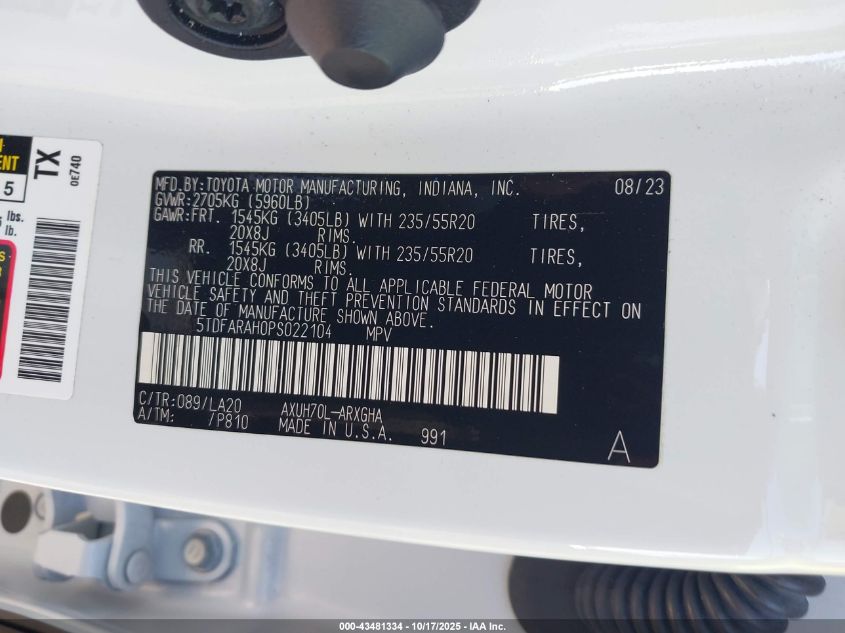 ENT
TX
5
0E740
lbs.
lb.
MFD.BY:TOYOTA MOTOR MANUFACTURING, INDIANA, INC. 08/23
GVWR:2705KG (5960LB)
GAWR:FRT. 1545KG (3405LB) WITH 235/55R20 TIRES,
20X8J RIMS.
RR. 1545KG (3405LB) WITH 235/55R20 TIRES,
20X8J RIMS.
THIS VEHICLE CONFORMS TO ALL APPLICABLE FEDERAL MOTOR
VEHICLE SAFETY AND THEFT PREVENTION STANDARDS IN EFFECT ON
THE DATE OF MANUFACTURE SHOWN ABOVE.
5TDFARAH0PS022104 MPV
C/TR:089/LA20 AXUH70L-ARXGHA
A/TM: /P810 MADE IN U.S.A. 991
A
000-43481334 | 10/17/2025 - IAA Inc.